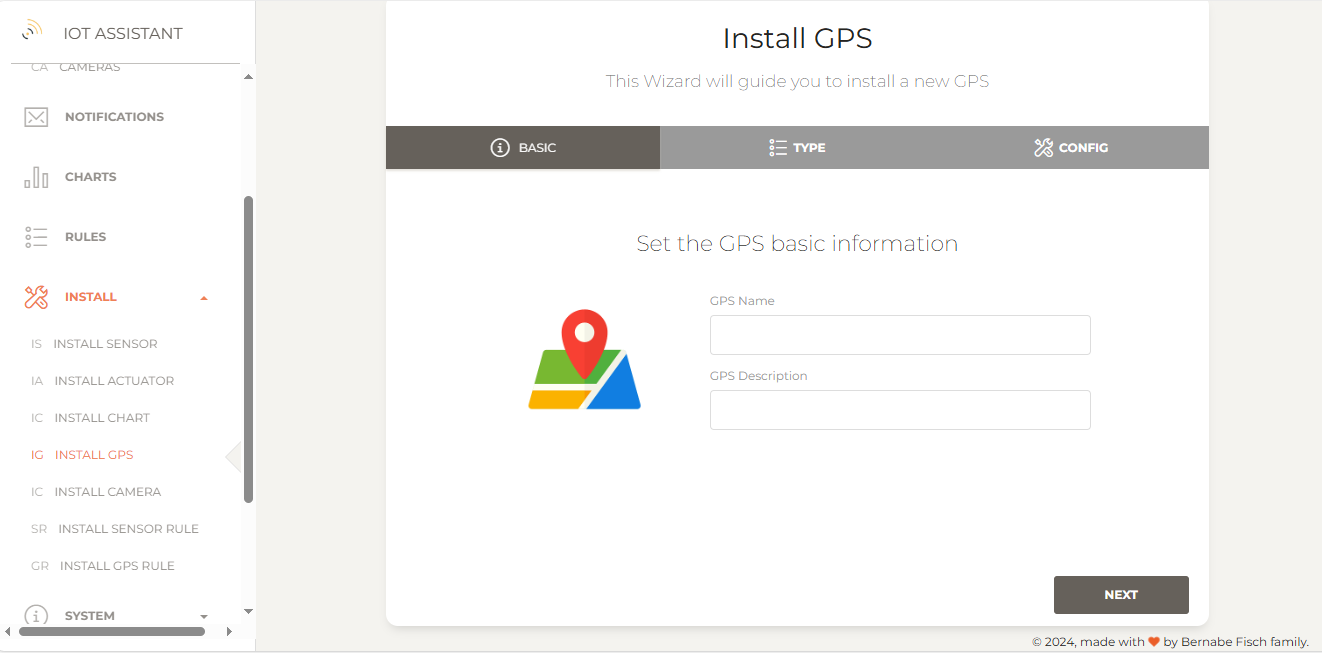 IOT ASSISTANT
CA CAMERAS
NOTIFICATIONS
CHARTS
RULES
INSTALL
IS INSTALL SENSOR
IA INSTALL ACTUATOR
IC INSTALL CHART
IG INSTALL GPS
IC INSTALL CAMERA
SR INSTALL SENSOR RULE
GR INSTALL GPS RULE
SYSTEM
Install GPS
This Wizard will guide you to install a new GPS
BASIC TYPE CONFIG
Set the GPS basic information
GPS Name
GPS Description
NEXT
© 2024, made with by Bernabe Fisch family.